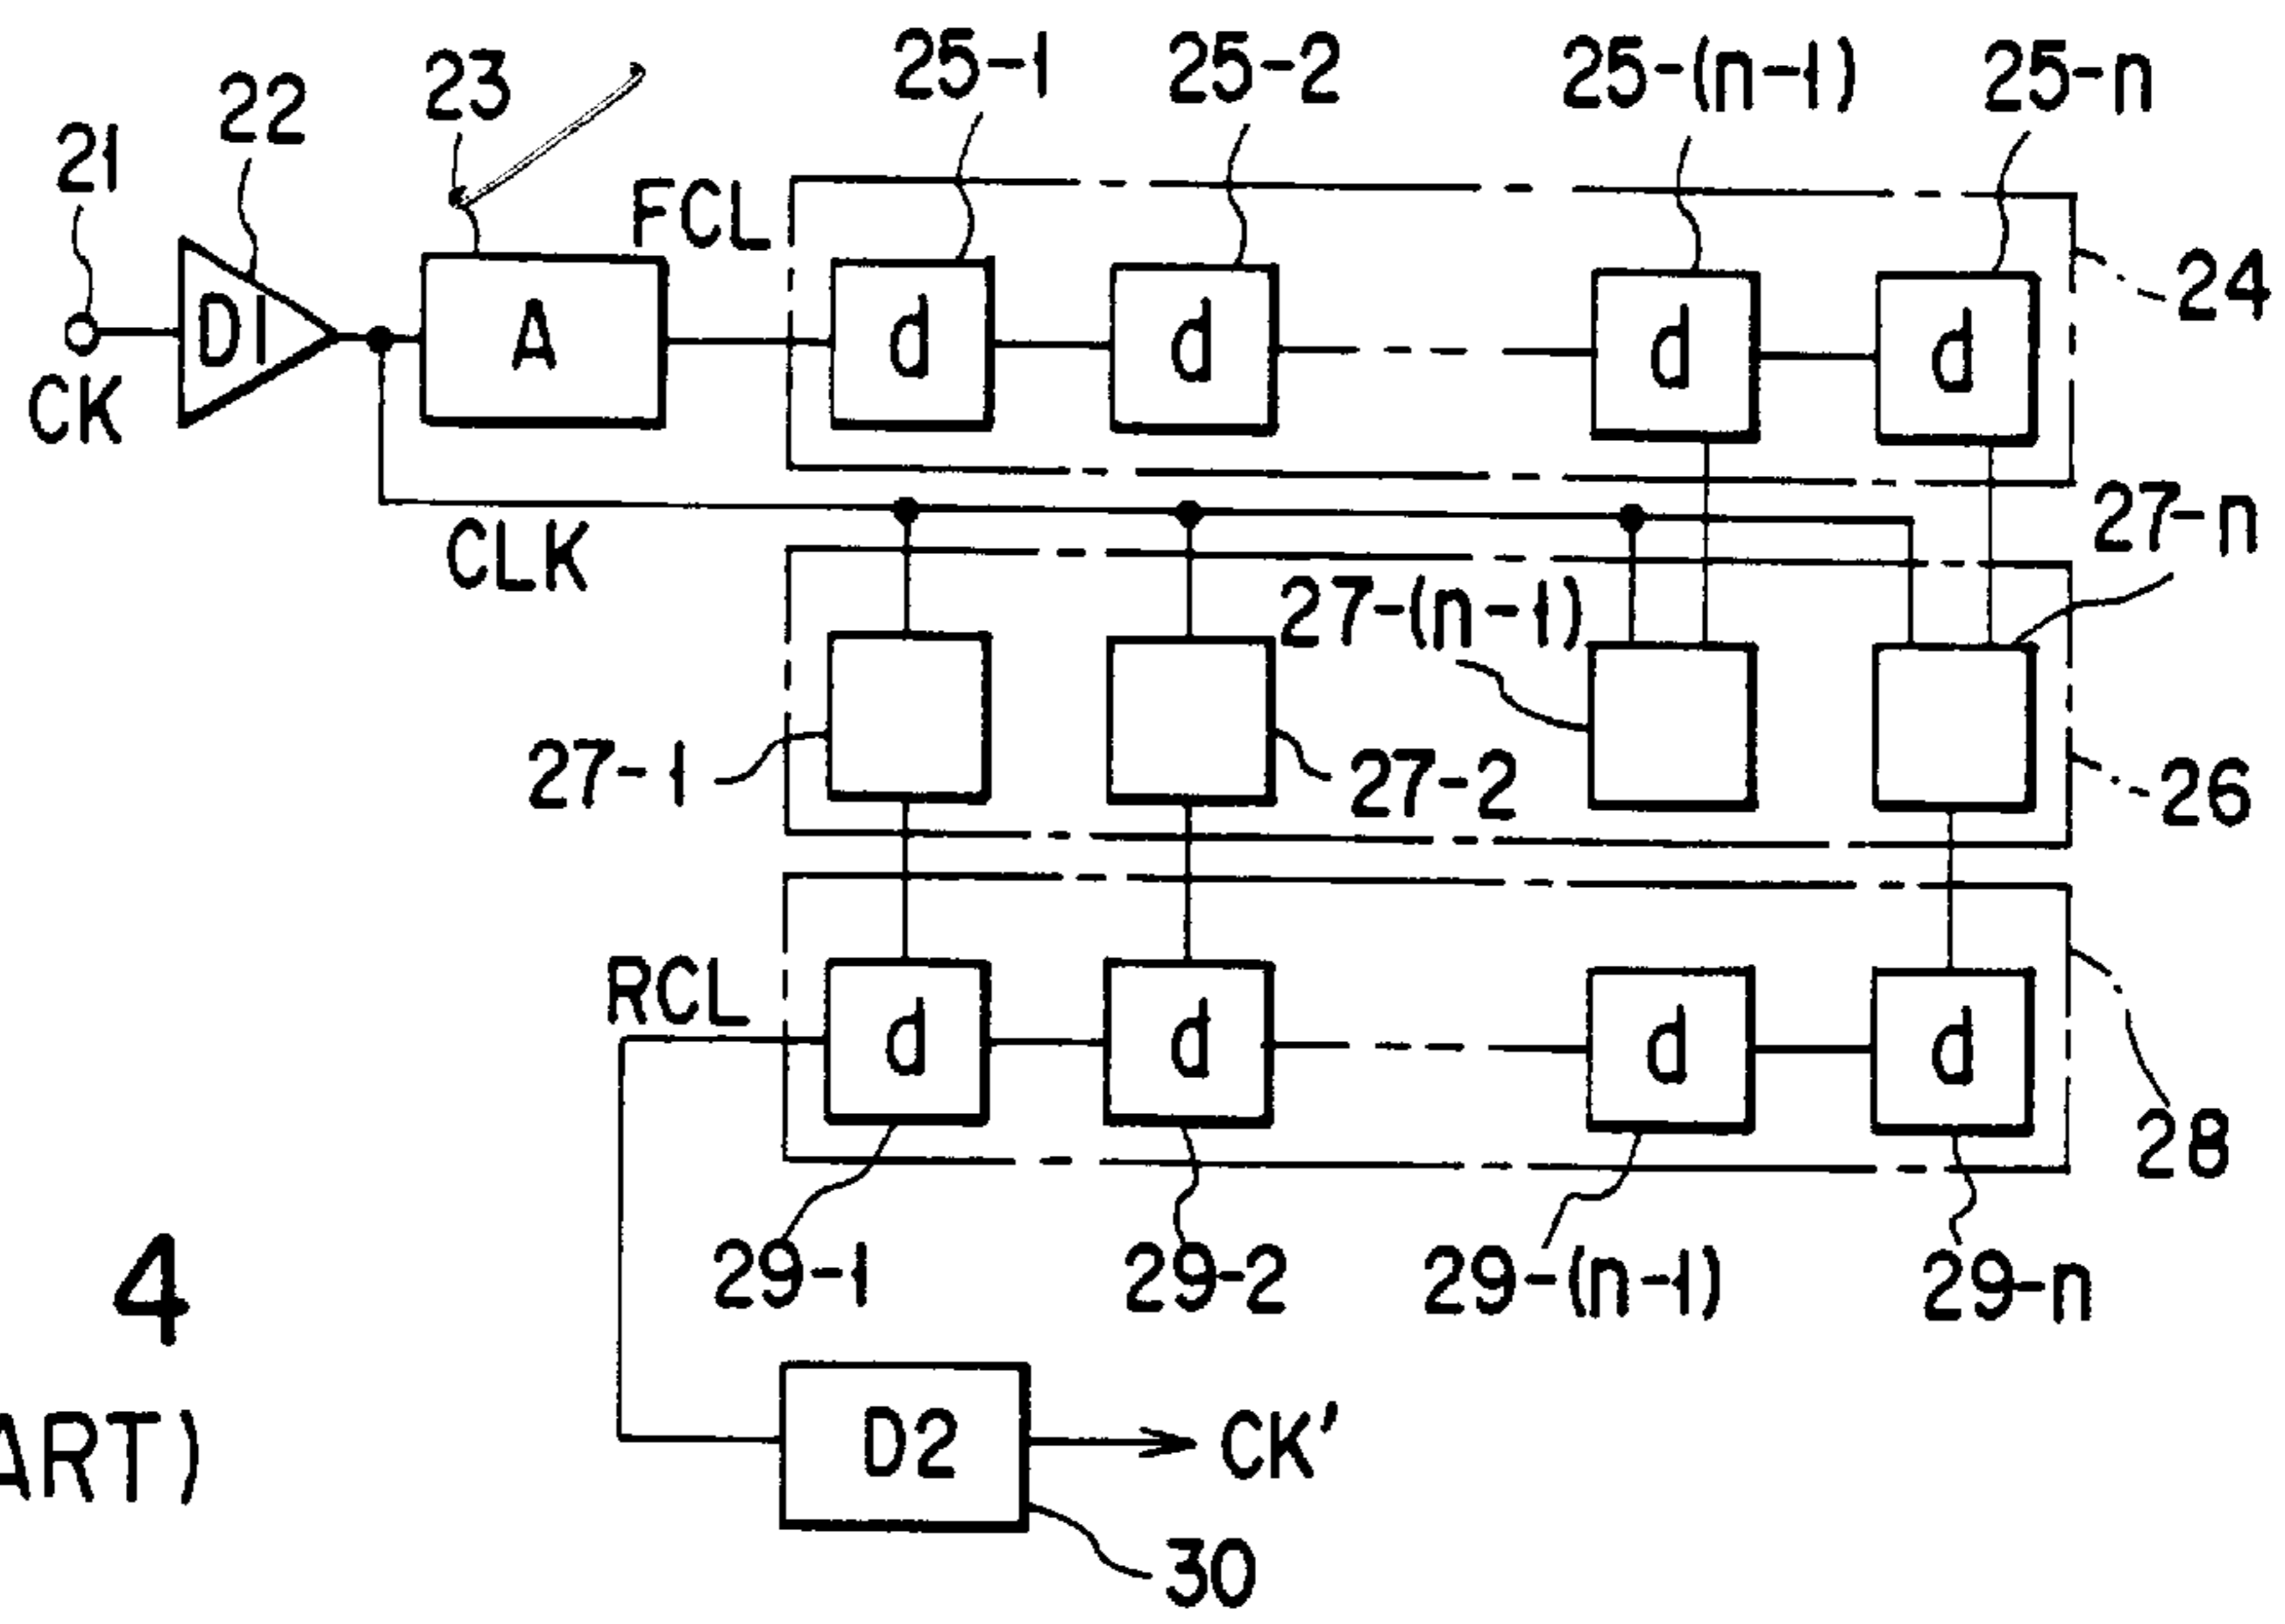 25-1
25-2
25-(n-1)
25-n
23
22
21
FCL
24
D1
A
d
d
d
d
CK
CLK
27-n
27-(n-1)
27-1
27-2
26
RCL
d
d
d
d
28
29-1
29-2
29-(n-1)
29-n
4
ART)
D2
CK'
30